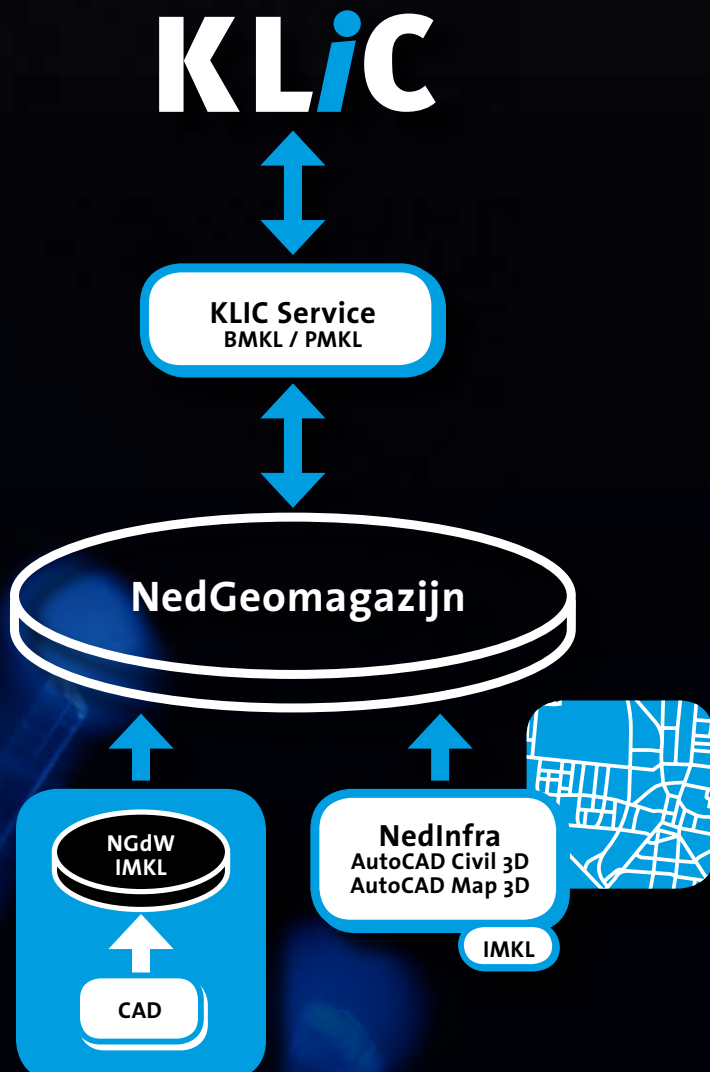 KLiC
KLIC Service
BMKL / PMKL
NedGeomagazijn
NGdW
IMKL
CAD
NedInfra
AutoCAD Civil 3D
AutoCAD Map 3D
IMKL